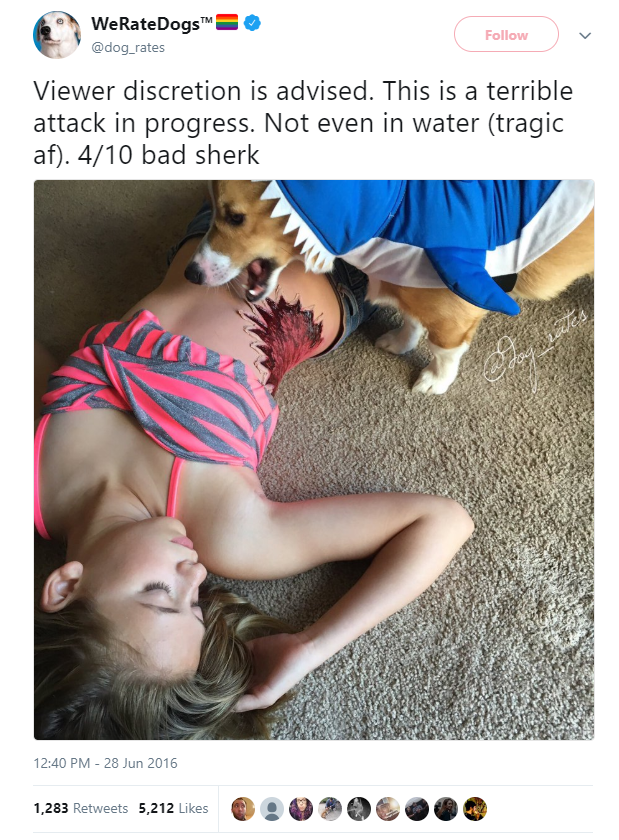 WeRateDogs™
@dog_rates
Follow
Viewer discretion is advised. This is a terrible
attack in progress. Not even in water (tragic
af). 4/10 bad sherk
@dog_rates
12:40 PM - 28 Jun 2016
1,283 Retweets 5,212 Likes